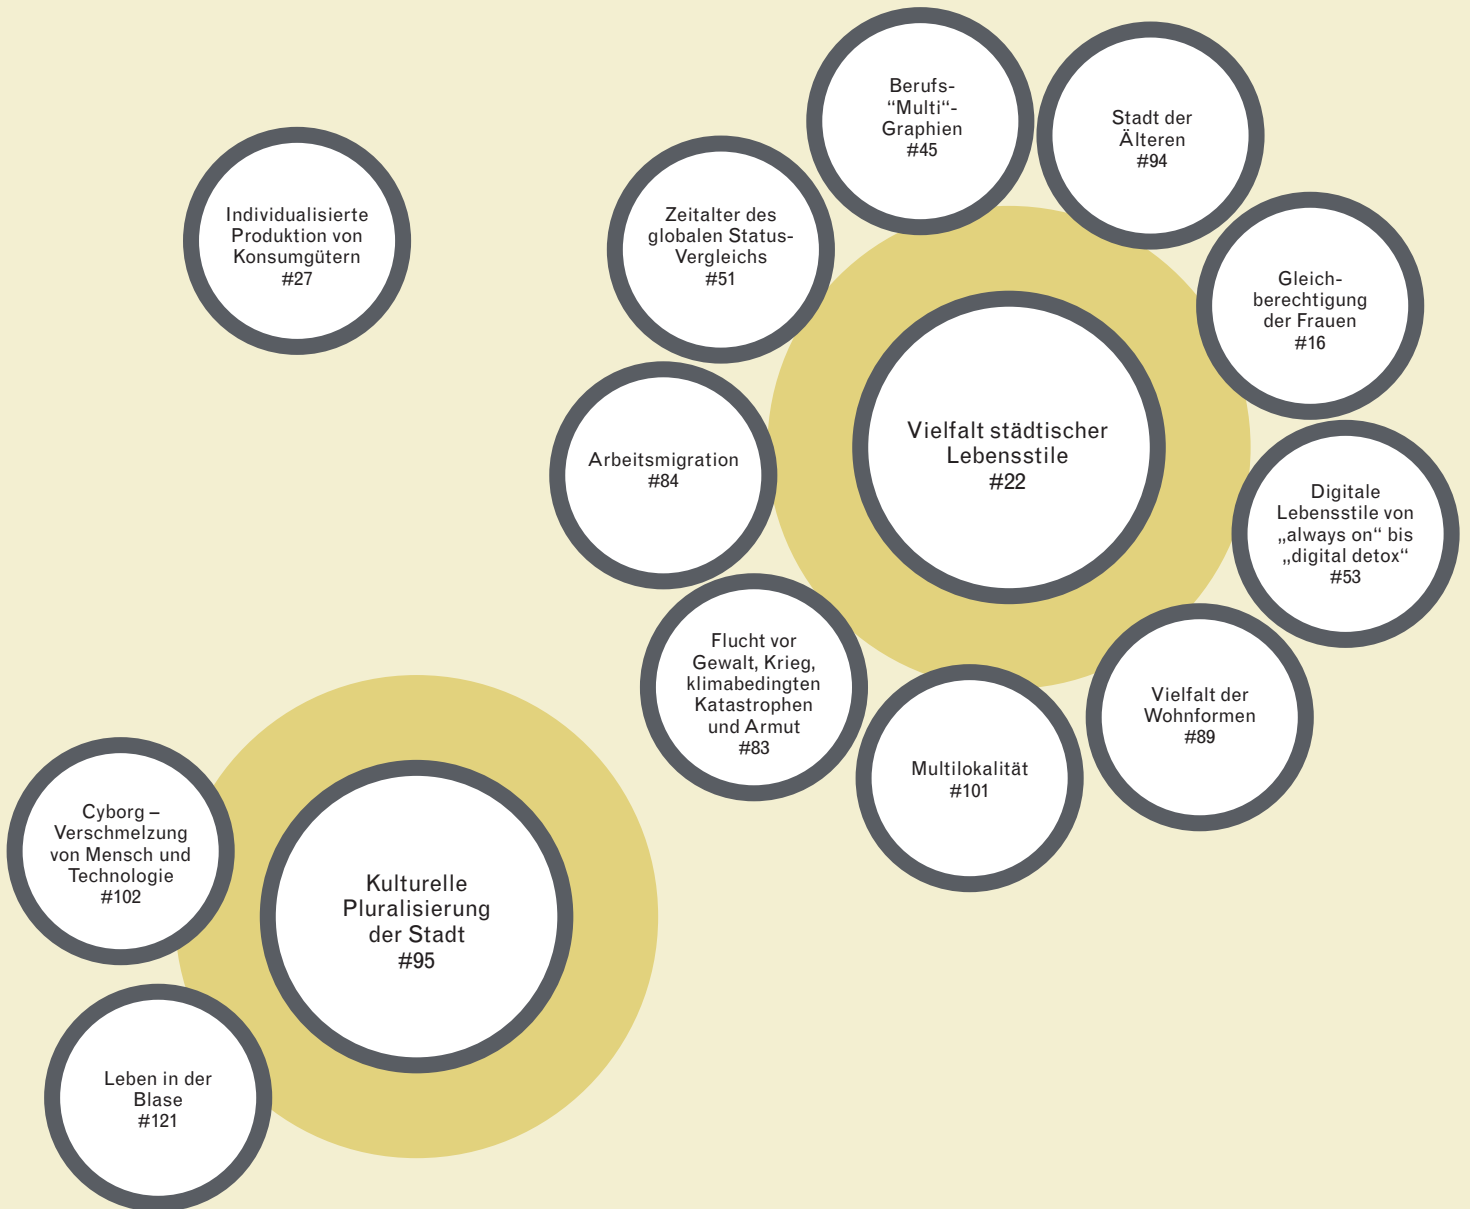 Berufs-
“Multi“-
Graphien
#45
Stadt der
Älteren
#94
Individualisierte
Produktion von
Konsumgütern
#27
Zeitalter des
globalen Status-
Vergleichs
#51
Gleich-
berechtigung
der Frauen
#16
Vielfalt städtischer
Lebensstile
#22
Arbeitsmigration
#84
Digitale
Lebensstile von
„always on“ bis
„digital detox“
#53
Flucht vor
Gewalt, Krieg,
klimabedingten
Katastrophen
und Armut
#83
Vielfalt der
Wohnformen
#89
Multilokalität
#101
Cyborg –
Verschmelzung
von Mensch und
Technologie
#102
Kulturelle
Pluralisierung
der Stadt
#95
Leben in der
Blase
#121